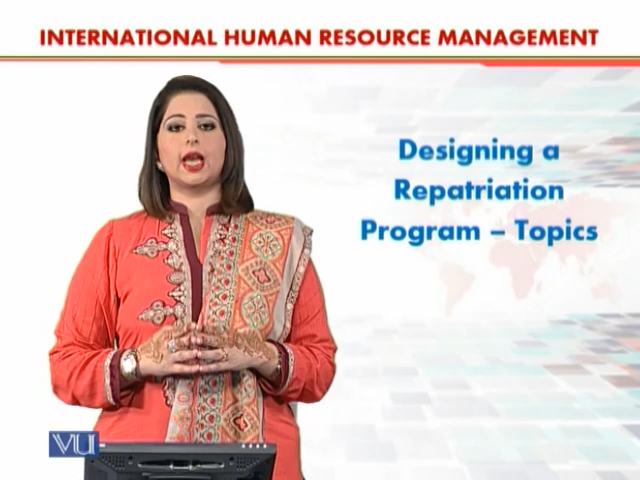 INTERNATIONAL HUMAN RESOURCE MANAGEMENT
Designing a
Repatriation
Program – Topics
VU